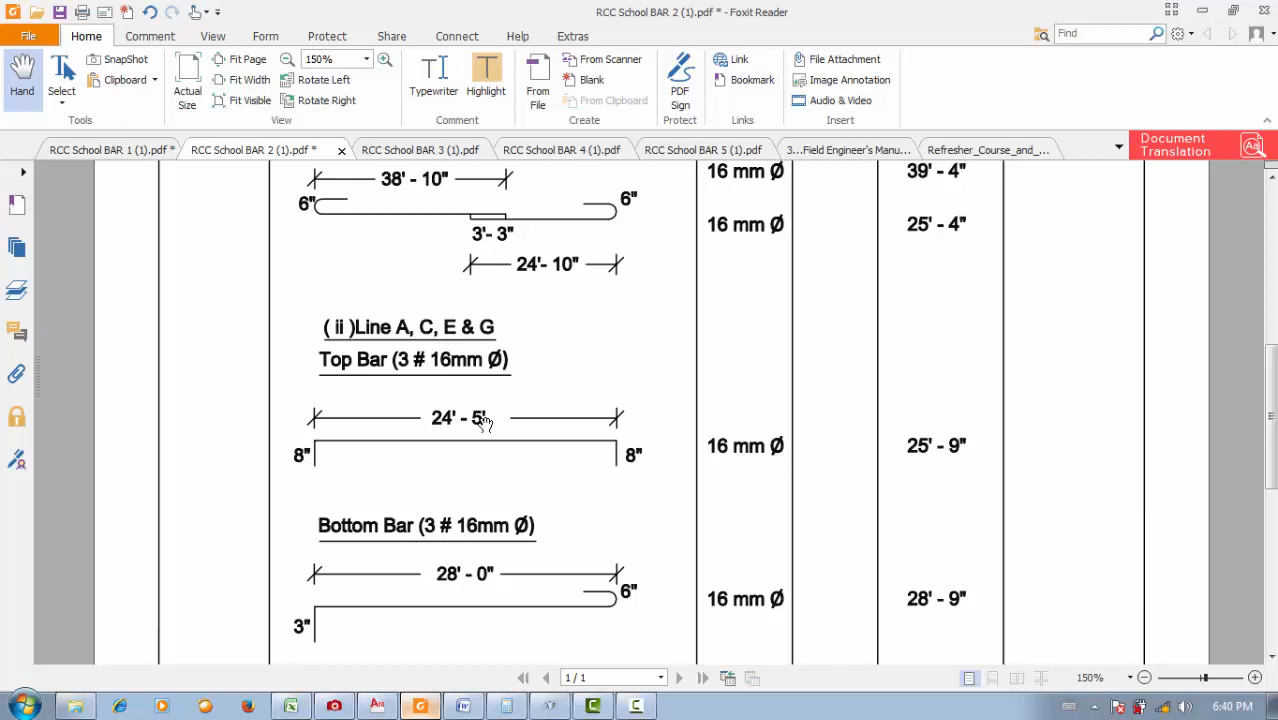 RCC School BAR 2 (1).pdf * - Foxit Reader
File Home Comment View Form Protect Share Connect Help Extras
Find
Hand
Select
SnapShot
Clipboard
Tools
Actual Size
Fit Page
Fit Width
Fit Visible
150%
Rotate Left
Rotate Right
View
Typewriter
Highlight
Comment
From File
From Scanner
Blank
From Clipboard
Create
PDF Sign
Protect
Link
Bookmark
Links
File Attachment
Image Annotation
Audio & Video
Insert
RCC School BAR 1 (1).pdf *
RCC School BAR 2 (1).pdf *
RCC School BAR 3 (1).pdf
RCC School BAR 4 (1).pdf
RCC School BAR 5 (1).pdf
3...Field Engineer's Manu...
Refresher_Course_and_...
Document Translation
38' - 10" 16 mm Ø 39' - 4"
6" 6"
3'- 3" 16 mm Ø 25' - 4"
24'- 10"
( ii )Line A, C, E & G
Top Bar (3 # 16mm Ø)
24' - 5'
8" 8" 16 mm Ø 25' - 9"
Bottom Bar (3 # 16mm Ø)
28' - 0"
6" 16 mm Ø 28' - 9"
3"
1 / 1
150%
6:40 PM